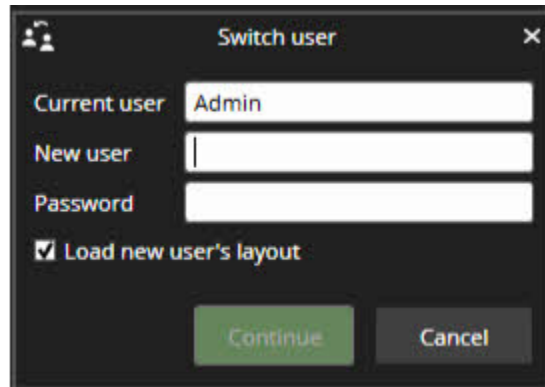 Switch user
Current user Admin
New user
Password
Load new user's layout
Continue Cancel